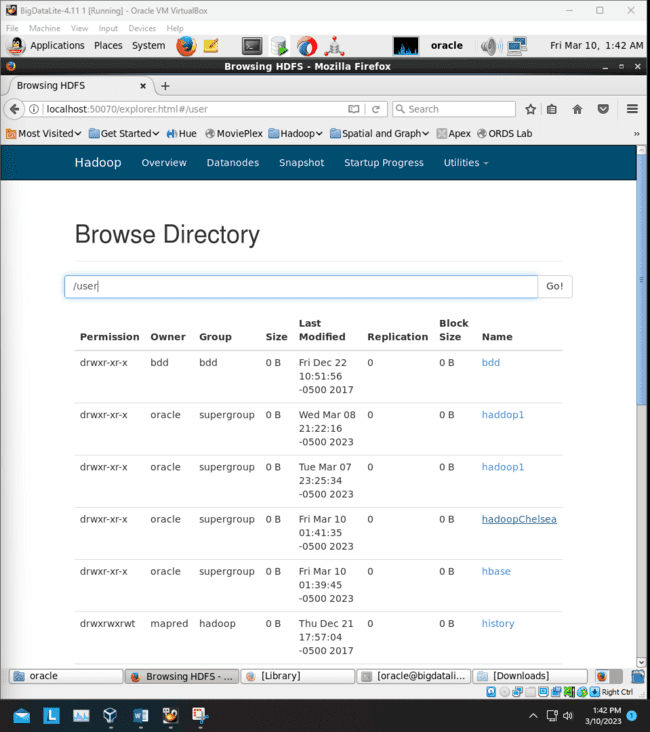 BigDataLite-4.11 1 [Running] - Oracle VM VirtualBox
File Machine View Input Devices Help
Applications Places System oracle Fri Mar 10, 1:42 AM
Browsing HDFS - Mozilla Firefox
Browsing HDFS
localhost:50070/explorer.html#/user Search
Most Visited Get Started Hue MoviePlex Hadoop Spatial and Graph Apex ORDS Lab »
Hadoop Overview Datanodes Snapshot Startup Progress Utilities
Browse Directory
/user Go!
Permission Owner Group Size Last Modified Replication Block Size Name
drwxr-xr-x bdd bdd 0 B Fri Dec 22 10:51:56 -0500 2017 0 0 B bdd
drwxr-xr-x oracle supergroup 0 B Wed Mar 08 21:22:16 -0500 2023 0 0 B haddop1
drwxr-xr-x oracle supergroup 0 B Tue Mar 07 23:25:34 -0500 2023 0 0 B hadoop1
drwxr-xr-x oracle supergroup 0 B Fri Mar 10 01:41:35 -0500 2023 0 0 B hadoopChelsea
drwxr-xr-x oracle supergroup 0 B Fri Mar 10 01:39:45 -0500 2023 0 0 B hbase
drwxrwxrwt mapred hadoop 0 B Thu Dec 21 17:57:04 -0500 2017 0 0 B history
oracle Browsing HDFS - ... [Library] [oracle@bigdatali... [Downloads]
Right Ctrl
1:42 PM
3/10/2023